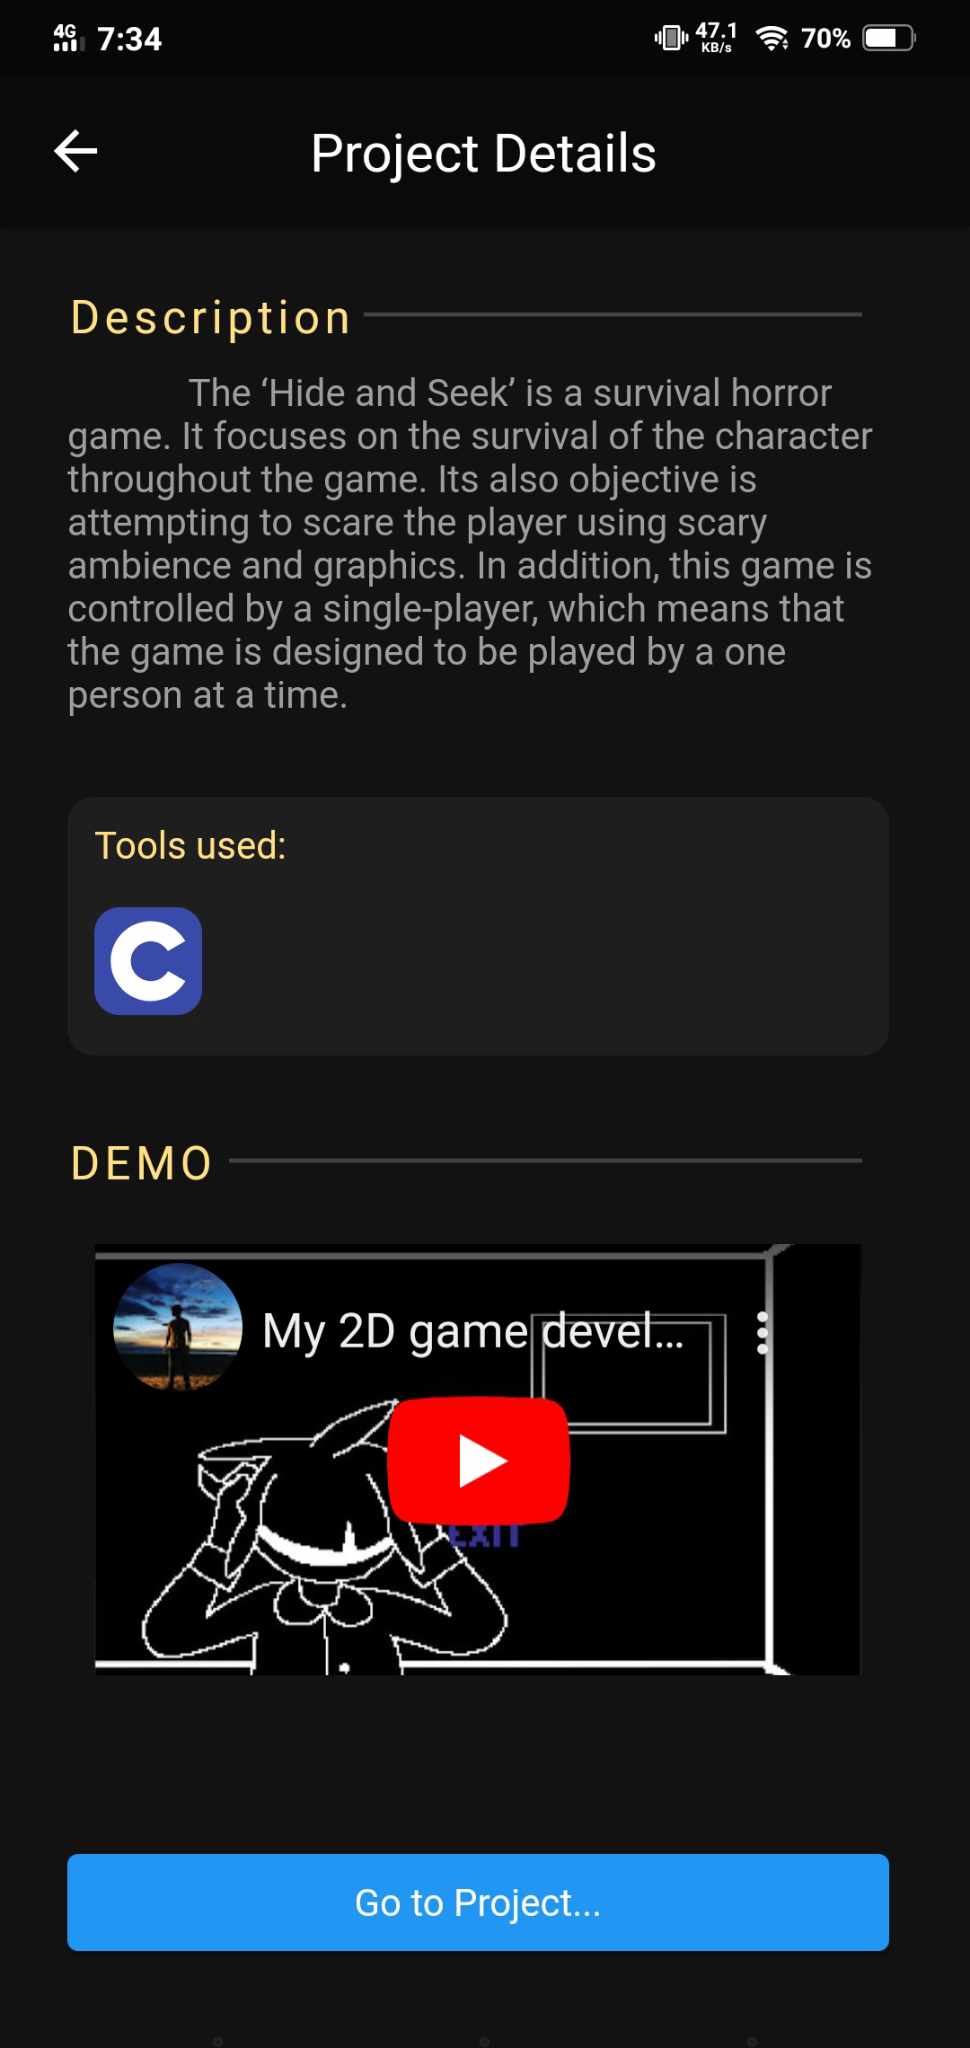 4G 7:34 47.1 KB/s 70%
Project Details
Description
The ‘Hide and Seek’ is a survival horror
game. It focuses on the survival of the character
throughout the game. Its also objective is
attempting to scare the player using scary
ambience and graphics. In addition, this game is
controlled by a single-player, which means that
the game is designed to be played by a one
person at a time.
Tools used:
C
DEMO
My 2D game devel...
EXIT
Go to Project...